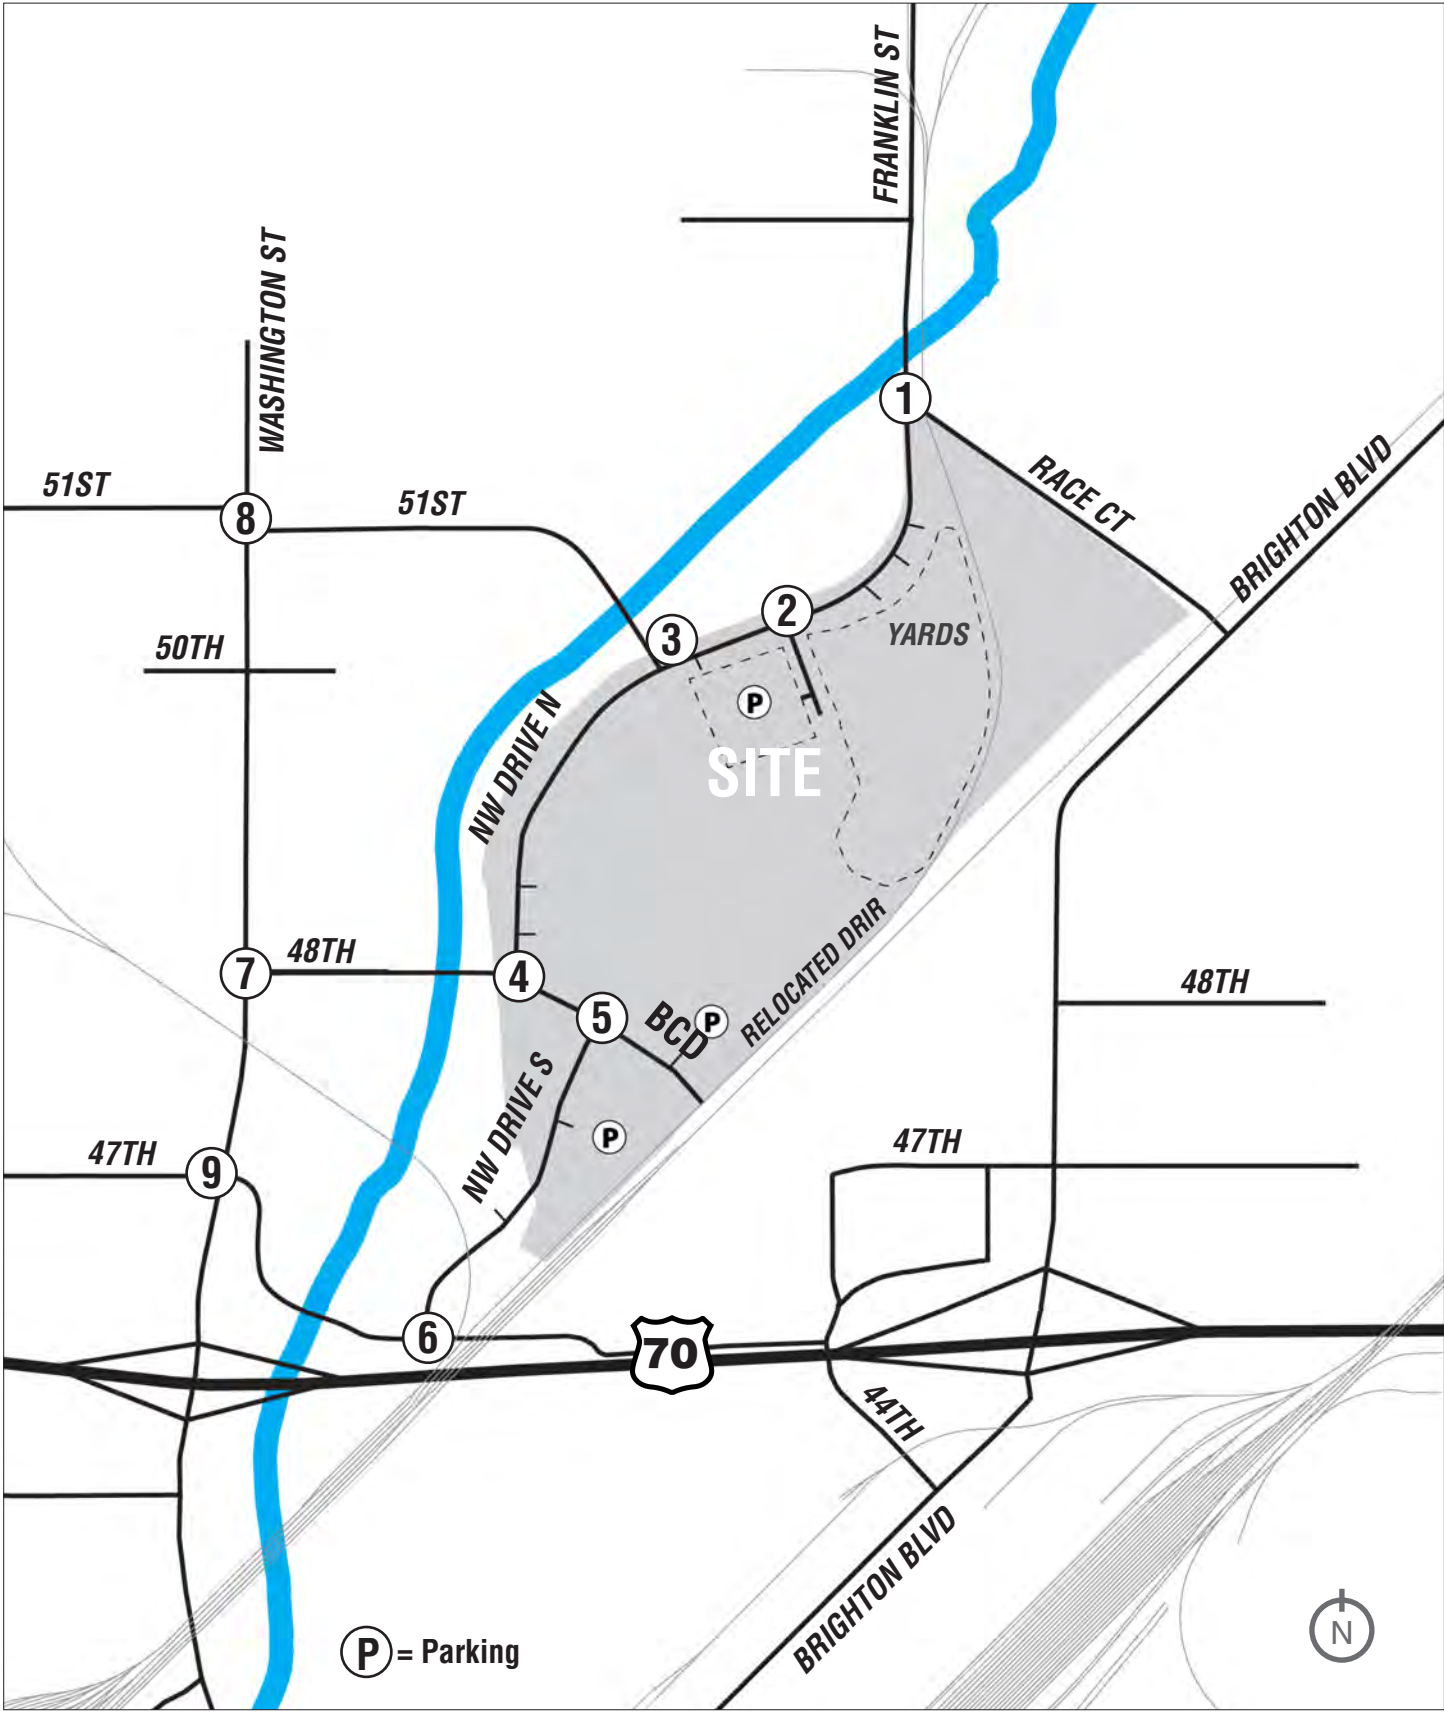 FRANKLIN ST
WASHINGTON ST
1
RACE CT
BRIGHTON BLVD
51ST
8
51ST
2
3
YARDS
50TH
P
NW DRIVE N
SITE
RELOCATED DRIR
7
48TH
4
48TH
5
BCD
P
NW DRIVE S
P
47TH
9
47TH
6
70
44TH
BRIGHTON BLVD
P = Parking
N